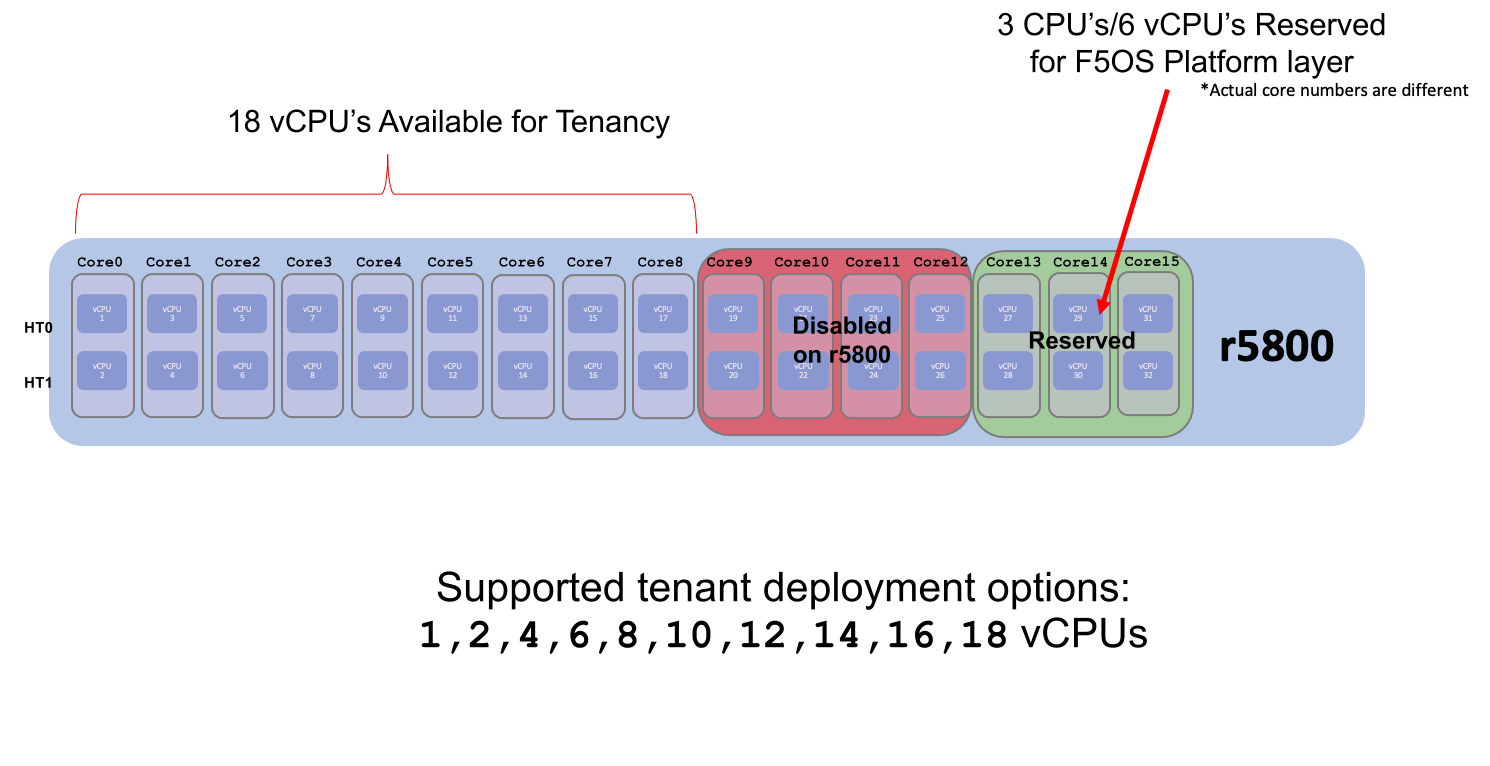 3 CPU's/6 vCPU's Reserved
for F5OS Platform layer
*Actual core numbers are different
18 vCPU's Available for Tenancy
Core0 Core1 Core2 Core3 Core4 Core5 Core6 Core7 Core8 Core9 Core10 Core11 Core12 Core13 Core14 Core15
HT0
vCPU 1
vCPU 3
vCPU 5
vCPU 7
vCPU 9
vCPU 11
vCPU 13
vCPU 15
vCPU 17
vCPU 19
vCPU 21
vCPU 23
vCPU 25
vCPU 27
vCPU 29
vCPU 31
Disabled
on r5800
Reserved
r5800
HT1
vCPU 2
vCPU 4
vCPU 6
vCPU 8
vCPU 10
vCPU 12
vCPU 14
vCPU 16
vCPU 18
vCPU 20
vCPU 22
vCPU 24
vCPU 26
vCPU 28
vCPU 30
vCPU 32
Supported tenant deployment options:
1,2,4,6,8,10,12,14,16,18 vCPUs